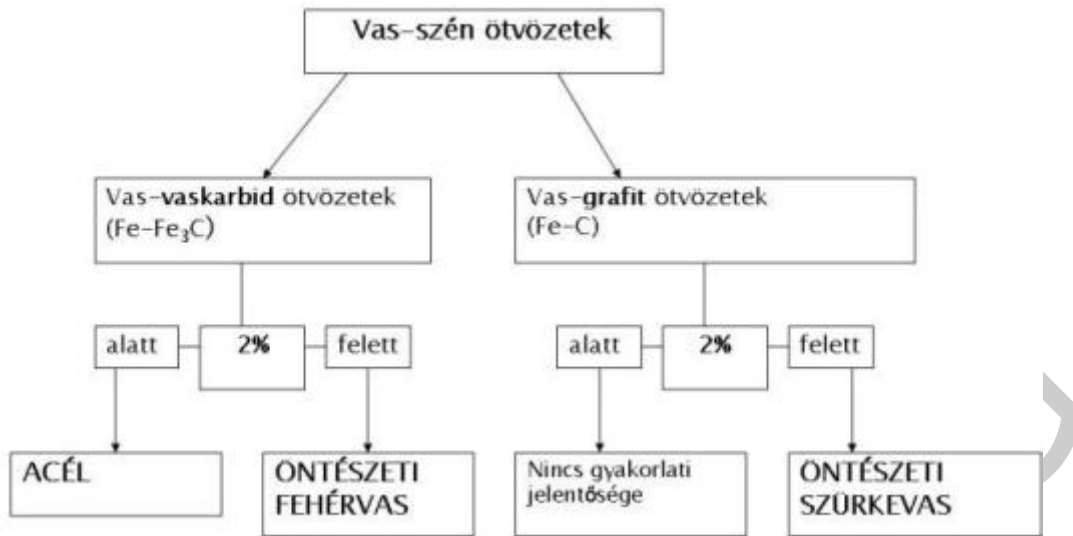 Vas-szén ötvözetek
Vas-vaskarbid ötvözetek
(Fe-Fe₃C)
Vas-grafit ötvözetek
(Fe-C)
alatt
2%
felett
alatt
2%
felett
ACÉL
ÖNTÉSZETI
FEHÉRVAS
Nincs gyakorlati
jelentősége
ÖNTÉSZETI
SZÜRKEVAS